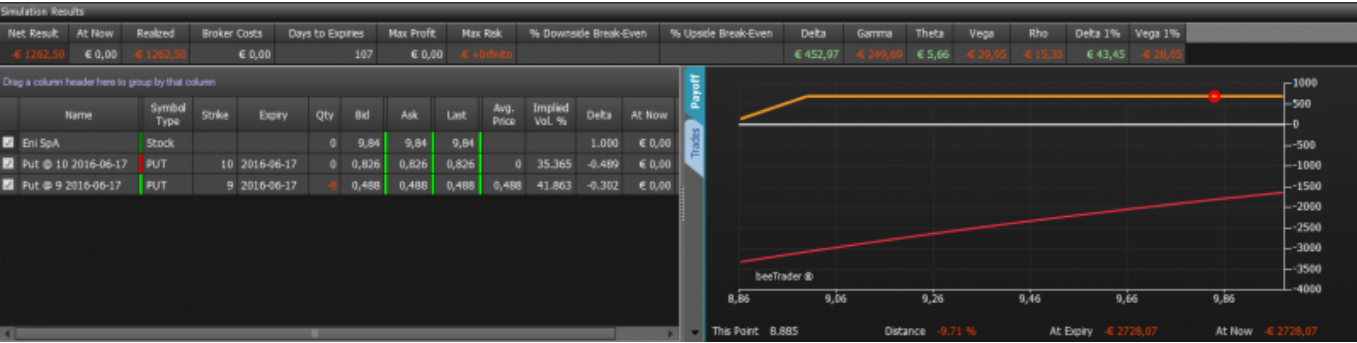 Simulation Results
Net Result At Now Realized Broker Costs Days to Expiries Max Profit Max Risk % Downside Break-Even % Upside Break-Even Delta Gamma Theta Vega Rho Delta 1% Vega 1%
-€ 1262,50 € 0,00 -€ 1262,50 € 0,00 107 € 0,00 -€ +Infinito € 452,97 -€ 249,69 € 5,66 -€ 29,95 -€ 15,35 € 43,45 -€ 28,05
Drag a column header here to group by that column
Name Symbol Type Strike Expiry Qty Bid Ask Last Avg. Price Implied Vol. % Delta At Now
Eni SpA Stock 0 9,84 9,84 9,84 1.000 € 0,00
Put @ 10 2016-06-17 PUT 10 2016-06-17 0 0,826 0,826 0,826 0 35.365 -0.489 € 0,00
Put @ 9 2016-06-17 PUT 9 2016-06-17 0,488 0,488 0,488 0,488 41.863 -0.302 € 0,00
Payoff
Trades
1000
500
0
-500
-1000
-1500
-2000
-2500
-3000
-3500
-4000
beeTrader ®
8,86 9,06 9,26 9,46 9,66 9,86
This Point 8.885 Distance -9.71 % At Expiry -€ 2728,07 At Now -€ 2728,07